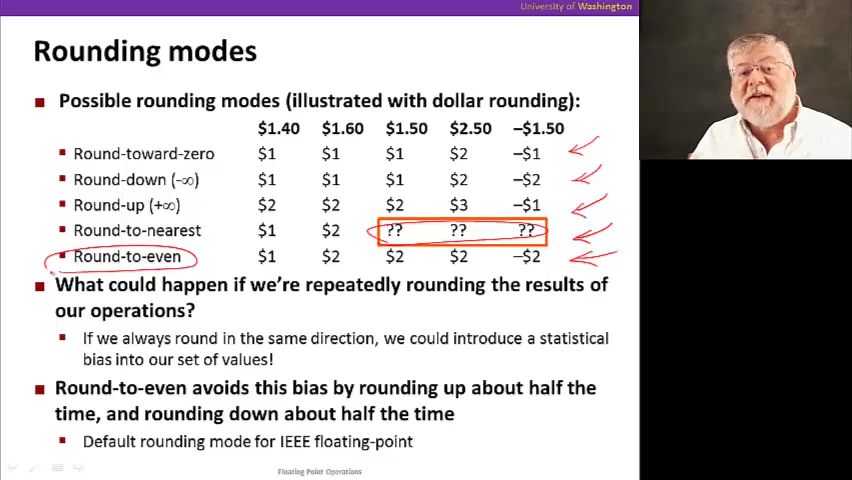 University of Washington
Rounding modes
Possible rounding modes (illustrated with dollar rounding):
$1.40 $1.60 $1.50 $2.50 –$1.50
Round-toward-zero $1 $1 $1 $2 –$1
Round-down (-∞) $1 $1 $1 $2 –$2
Round-up (+∞) $2 $2 $2 $3 –$1
Round-to-nearest $1 $2 ?? ?? ??
Round-to-even $1 $2 $2 $2 –$2
What could happen if we're repeatedly rounding the results of
our operations?
If we always round in the same direction, we could introduce a statistical
bias into our set of values!
Round-to-even avoids this bias by rounding up about half the
time, and rounding down about half the time
Default rounding mode for IEEE floating-point
Floating Point Operations